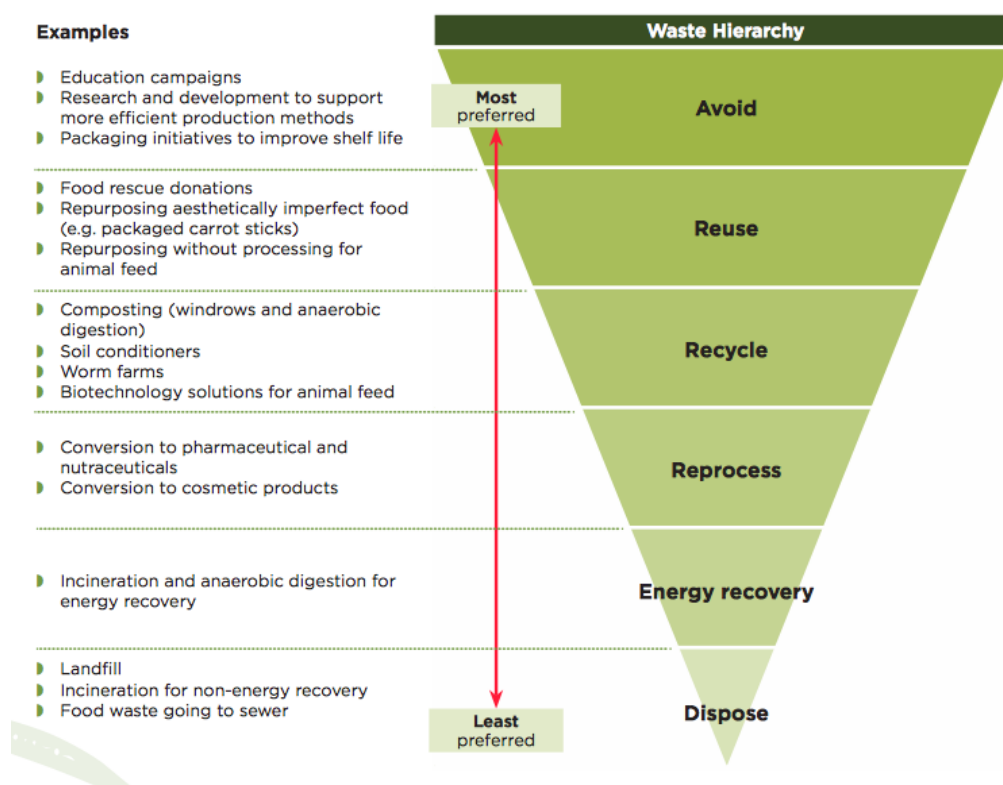 Examples
Waste Hierarchy
Education campaigns
Research and development to support
more efficient production methods
Packaging initiatives to improve shelf life
Most
preferred
Avoid
Food rescue donations
Repurposing aesthetically imperfect food
(e.g. packaged carrot sticks)
Repurposing without processing for
animal feed
Reuse
Composting (windrows and anaerobic
digestion)
Soil conditioners
Worm farms
Biotechnology solutions for animal feed
Recycle
Conversion to pharmaceutical and
nutraceuticals
Conversion to cosmetic products
Reprocess
Incineration and anaerobic digestion for
energy recovery
Energy recovery
Landfill
Incineration for non-energy recovery
Food waste going to sewer
Least
preferred
Dispose